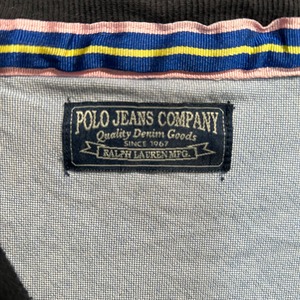 POLO JEANS COMPANY
Quality Denim Goods
SINCE 1967
RALPH LAUREN MFG.